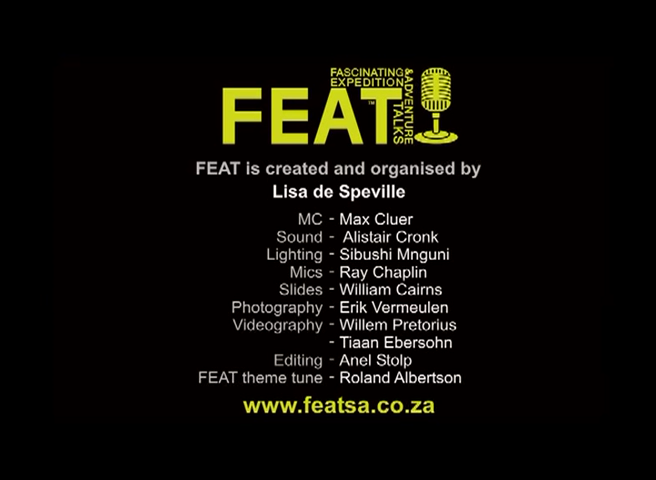 FASCINATING
EXPEDITION
& ADVENTURE
TALKS
FEAT™
FEAT is created and organised by
Lisa de Speville
MC - Max Cluer
Sound - Alistair Cronk
Lighting - Sibushi Mnguni
Mics - Ray Chaplin
Slides - William Cairns
Photography - Erik Vermeulen
Videography - Willem Pretorius
- Tiaan Ebersohn
Editing - Anel Stolp
FEAT theme tune - Roland Albertson
www.featsa.co.za